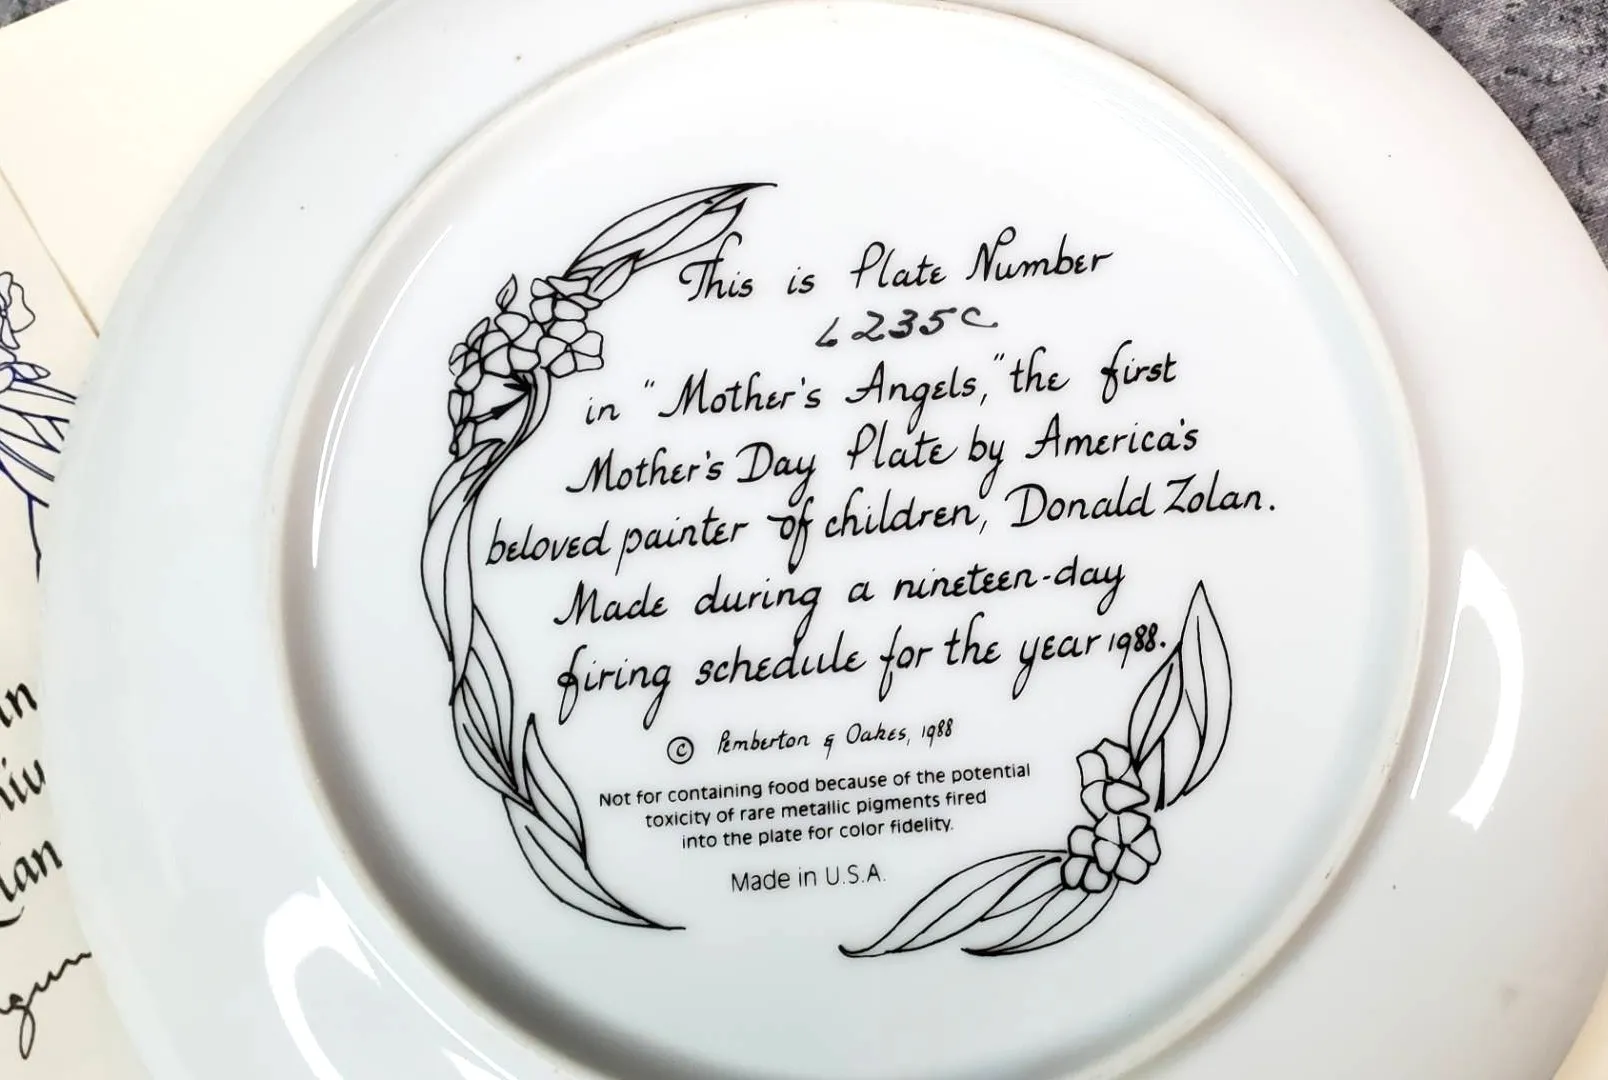 This is Plate Number
6235C
in "Mother's Angels," the first
Mother's Day Plate by America's
beloved painter of children, Donald Zolan.
Made during a nineteen-day
firing schedule for the year 1988.
© Pemberton & Oakes, 1988
Not for containing food because of the potential
toxicity of rare metallic pigments fired
into the plate for color fidelity.
Made in U.S.A.